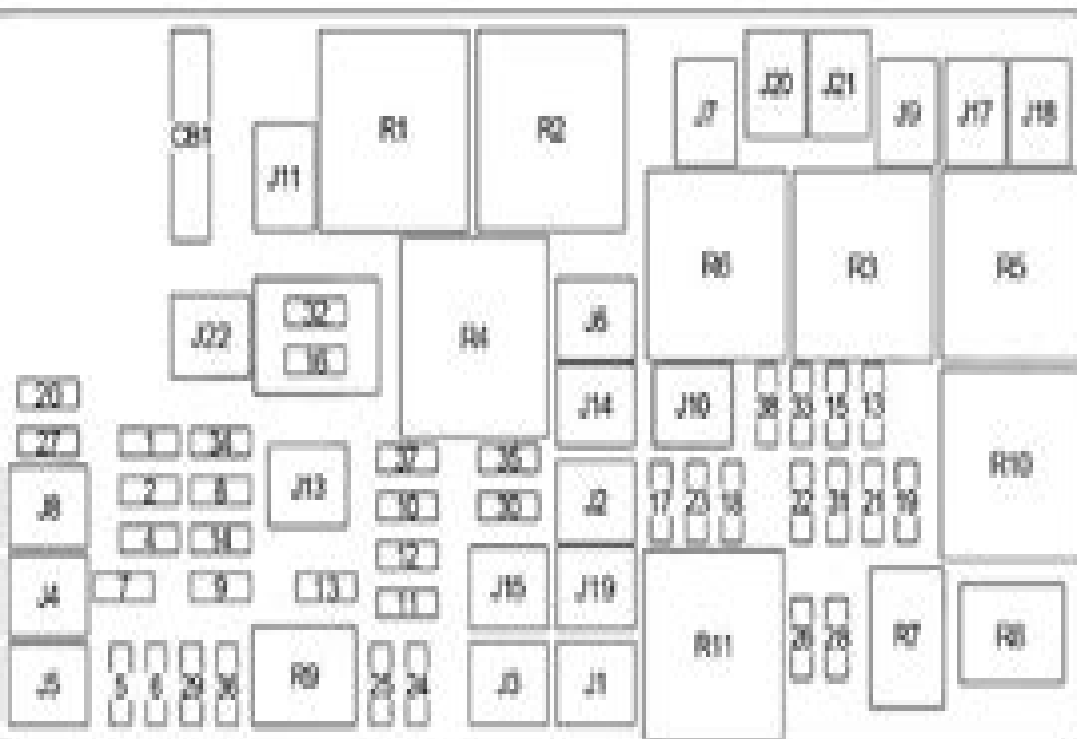 J20 J21
J7 J9 J17 J18
CB1 R1 R2
J11
R6 R3 R5
32 J6
J22 R4
16
20 J14 J10 38 33 15 13
27 1 34
37 35
J8 2 8 J13 R10
10 30 J2 17 23 18 22 31 21 19
4 14
12
J4 7 9 13 J15 J19
11
R11 26 28 R7 R8
J5 5 6 29 36 R9 25 24 J3 J1